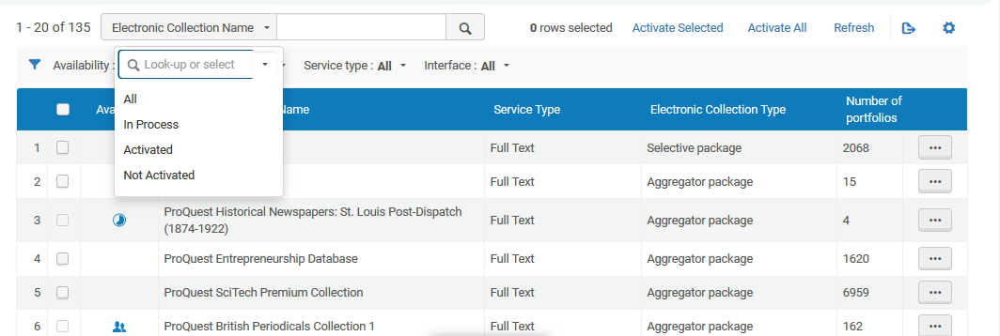 1 - 20 of 135 Electronic Collection Name 0 rows selected Activate Selected Activate All Refresh
Availability : Look-up or select Service type : All Interface : All
All
In Process
Activated
Not Activated
Ava Name Service Type Electronic Collection Type Number of portfolios
1 Full Text Selective package 2068 ...
2 Full Text Aggregator package 15 ...
3 ProQuest Historical Newspapers: St. Louis Post-Dispatch
(1874-1922) Full Text Aggregator package 4 ...
4 ProQuest Entrepreneurship Database Full Text Aggregator package 1620 ...
5 ProQuest SciTech Premium Collection Full Text Aggregator package 6959 ...
6 ProQuest British Periodicals Collection 1 Full Text Aggregator package 162 ...